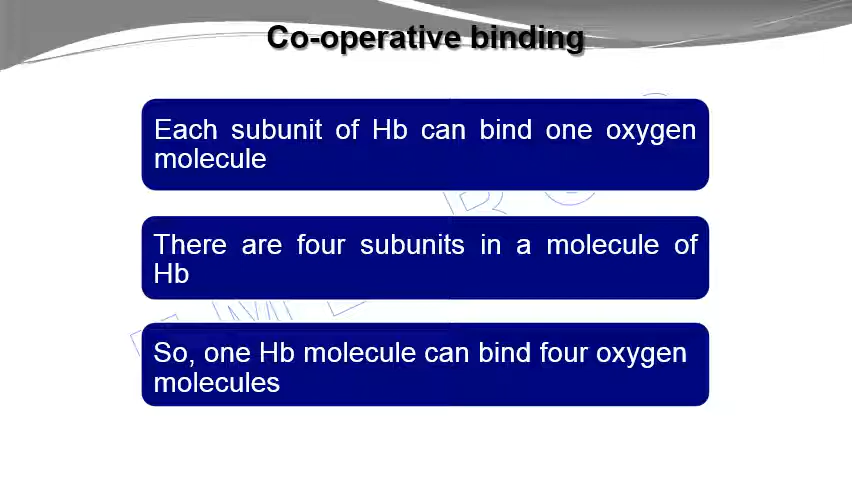 Co-operative binding
Each subunit of Hb can bind one oxygen
molecule
There are four subunits in a molecule of
Hb
So, one Hb molecule can bind four oxygen
molecules